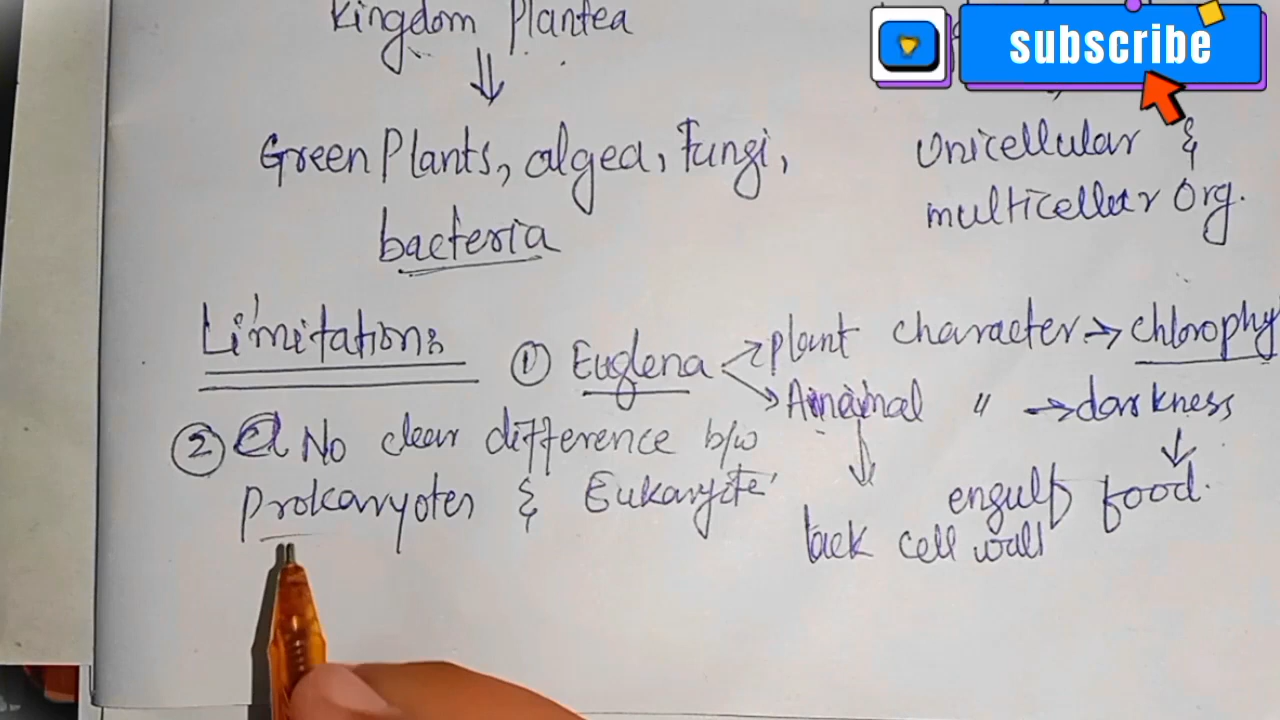 Kingdom Plantea
subscribe
Green Plants, algea, Fungi,
bacteria
Unicellular &
multicellular Org.
Limitations
① Euglena → plant character → chlorophy
→ Animal " → darkness
↓ lack cell wall
↓ engulf food.
② No clear difference b/w
Prokaryotes & Eukaryote